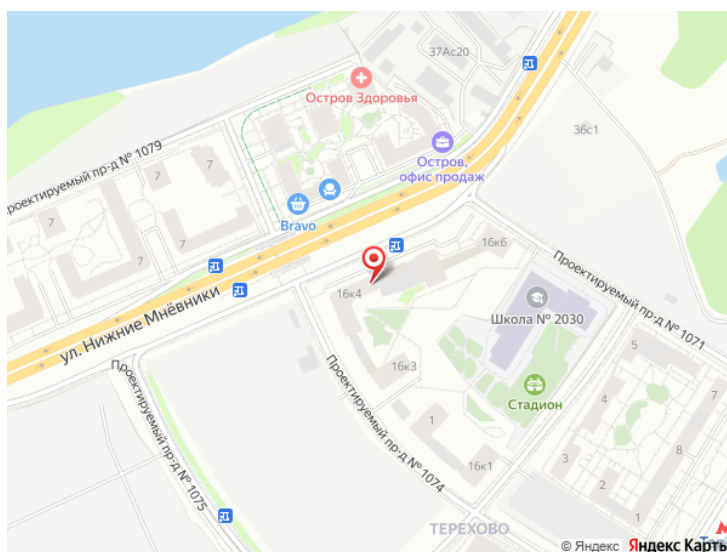 37Ас20
Остров Здоровья
36с1
Проектируемый пр-д № 1079
7
7
Остров,
офис продаж
7
7
Bravo
7
16к6
Проектируемый пр-д № 1071
16к4
ул. Нижние Мнёвники
Школа № 2030
5
16к3
4
Стадион
Проектируемый пр-д № 1075
Проектируемый пр-д № 1074
1
8
3
16к1
2
1
ТЕРЕХОВО
© Яндекс Яндекс Карты